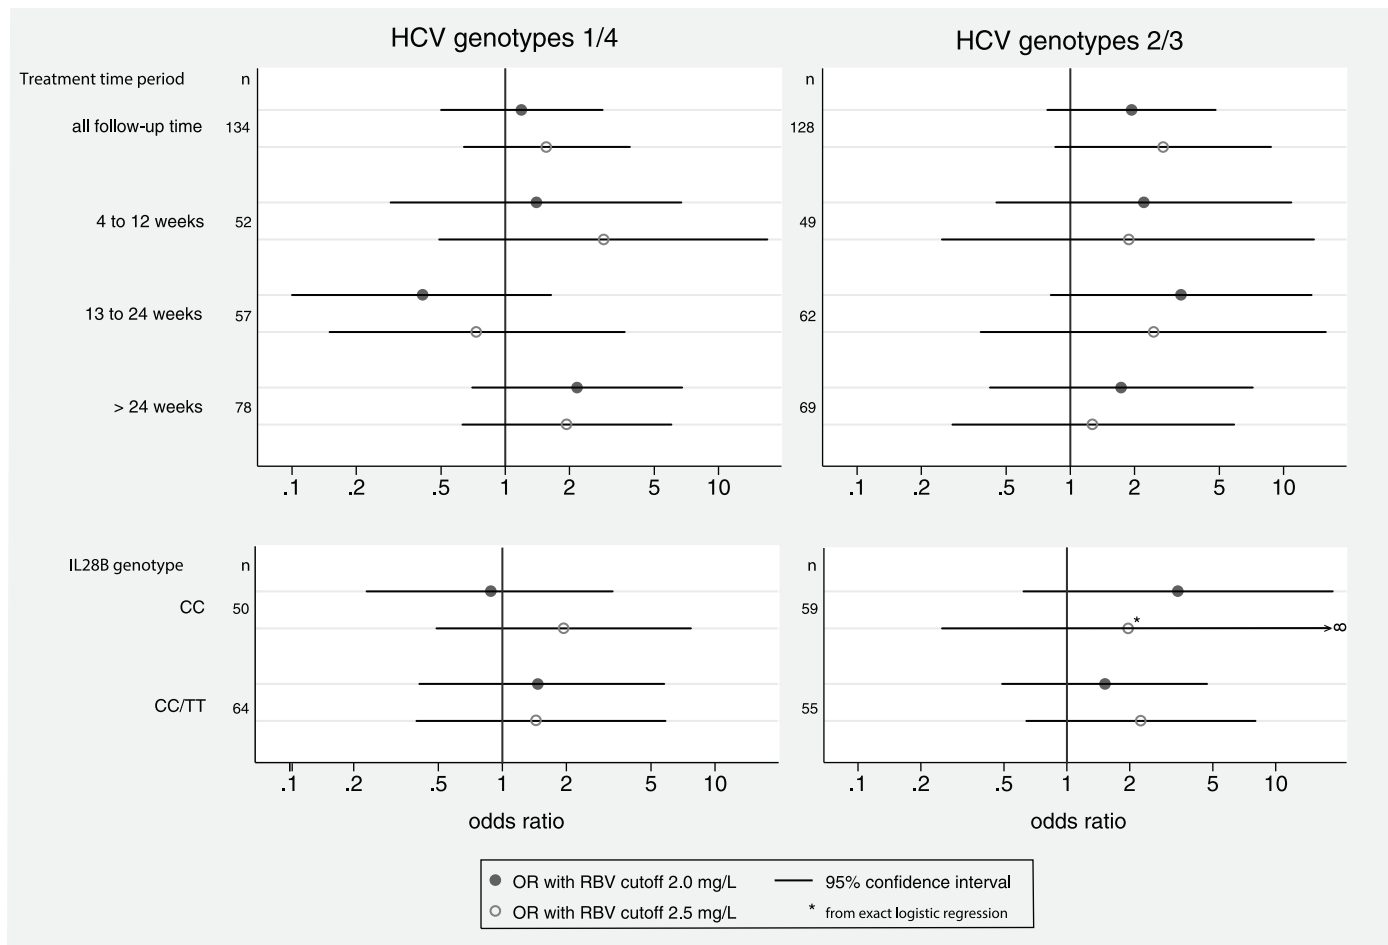 HCV genotypes 1/4
HCV genotypes 2/3
Treatment time period n n
all follow-up time 134 128
4 to 12 weeks 52 49
13 to 24 weeks 57 62
> 24 weeks 78 69
.1 .2 .5 1 2 5 10 .1 .2 .5 1 2 5 10
IL28B genotype n n
CC 50 59
* ∞
CC/TT 64 55
.1 .2 .5 1 2 5 10 .1 .2 .5 1 2 5 10
odds ratio odds ratio
OR with RBV cutoff 2.0 mg/L 95% confidence interval
OR with RBV cutoff 2.5 mg/L * from exact logistic regression